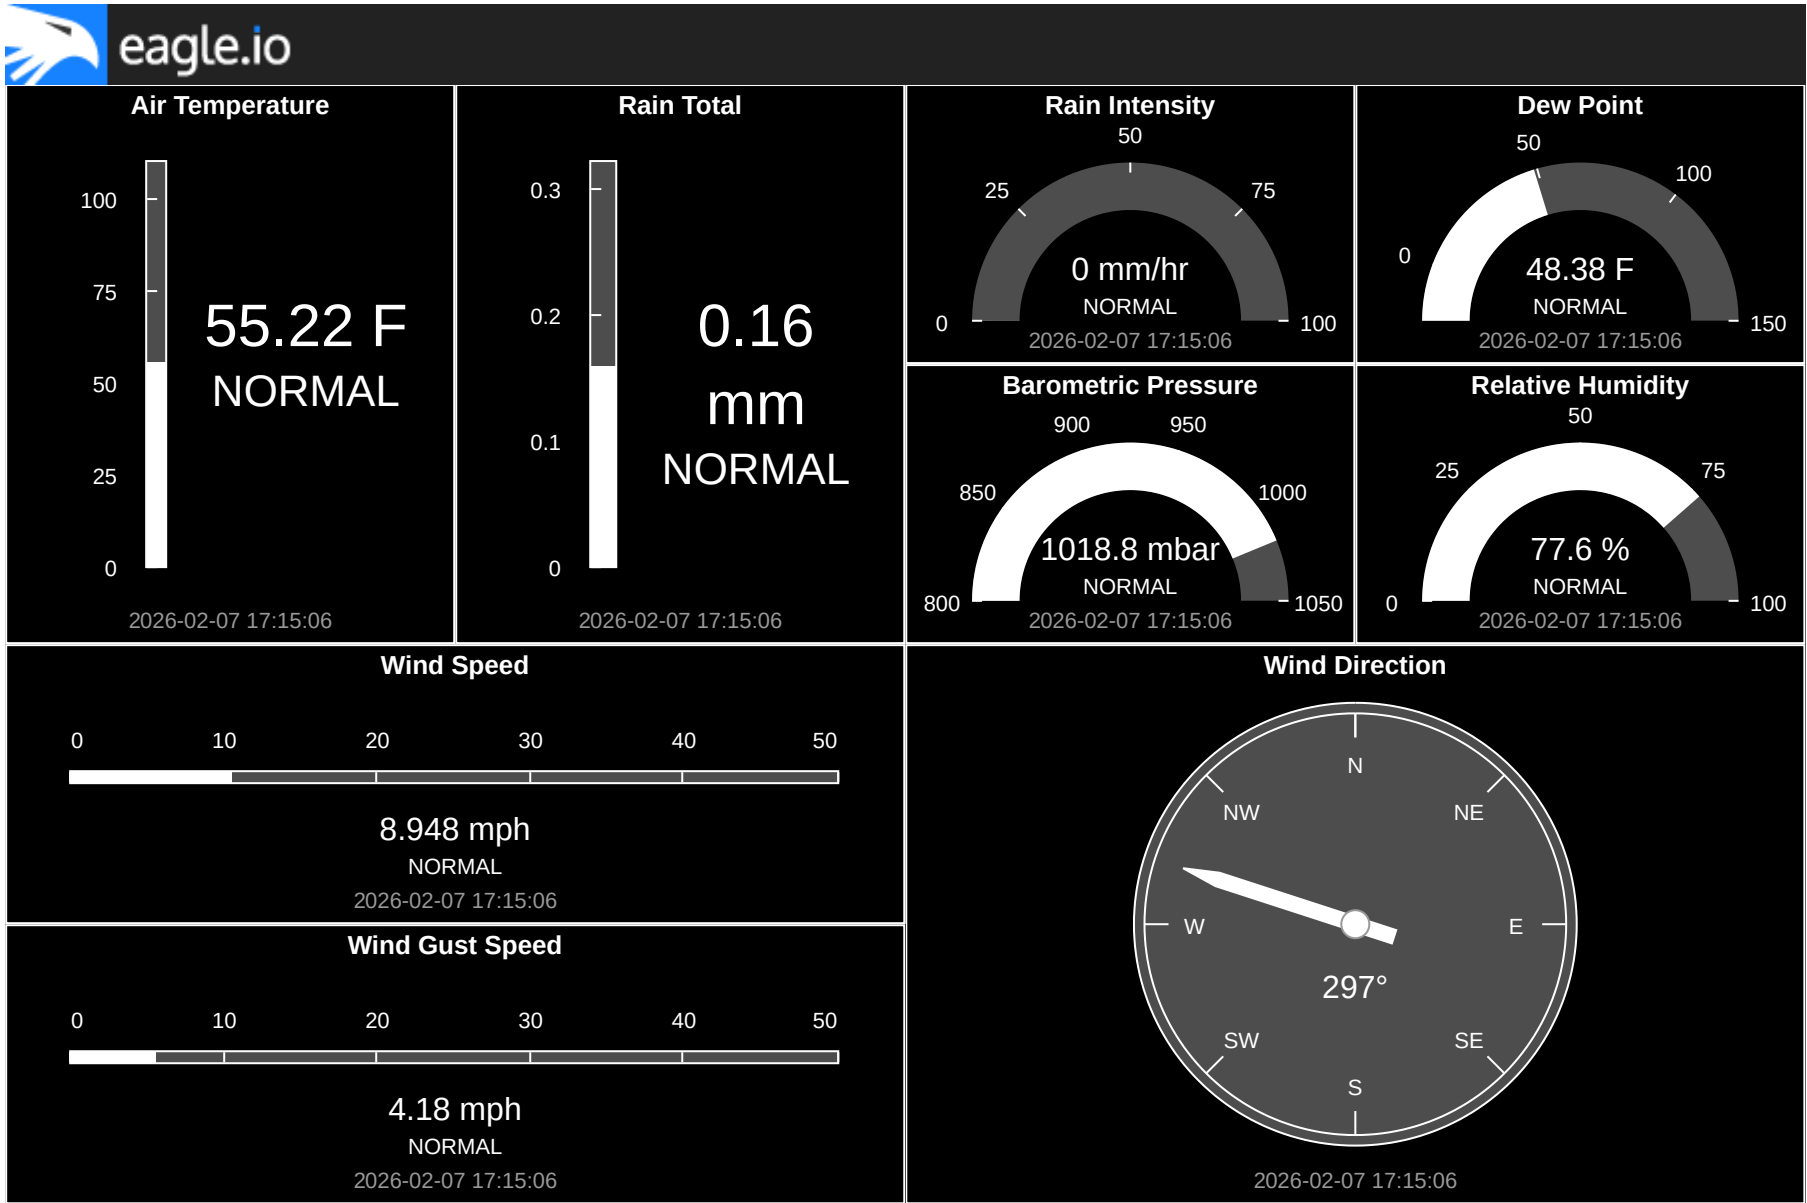 eagle.io
Air Temperature
100
75
50
25
0
55.22 F
NORMAL
2026-02-07 17:15:06
Rain Total
0.3
0.2
0.1
0
0.16
mm
NORMAL
2026-02-07 17:15:06
Rain Intensity
0
25
50
75
100
0 mm/hr
NORMAL
2026-02-07 17:15:06
Dew Point
0
50
100
150
48.38 F
NORMAL
2026-02-07 17:15:06
Barometric Pressure
800
850
900
950
1000
1050
1018.8 mbar
NORMAL
2026-02-07 17:15:06
Relative Humidity
0
25
50
75
100
77.6 %
NORMAL
2026-02-07 17:15:06
Wind Speed
0 10 20 30 40 50
8.948 mph
NORMAL
2026-02-07 17:15:06
Wind Gust Speed
0 10 20 30 40 50
4.18 mph
NORMAL
2026-02-07 17:15:06
Wind Direction
N
NW NE
W E
297°
SW SE
S
2026-02-07 17:15:06